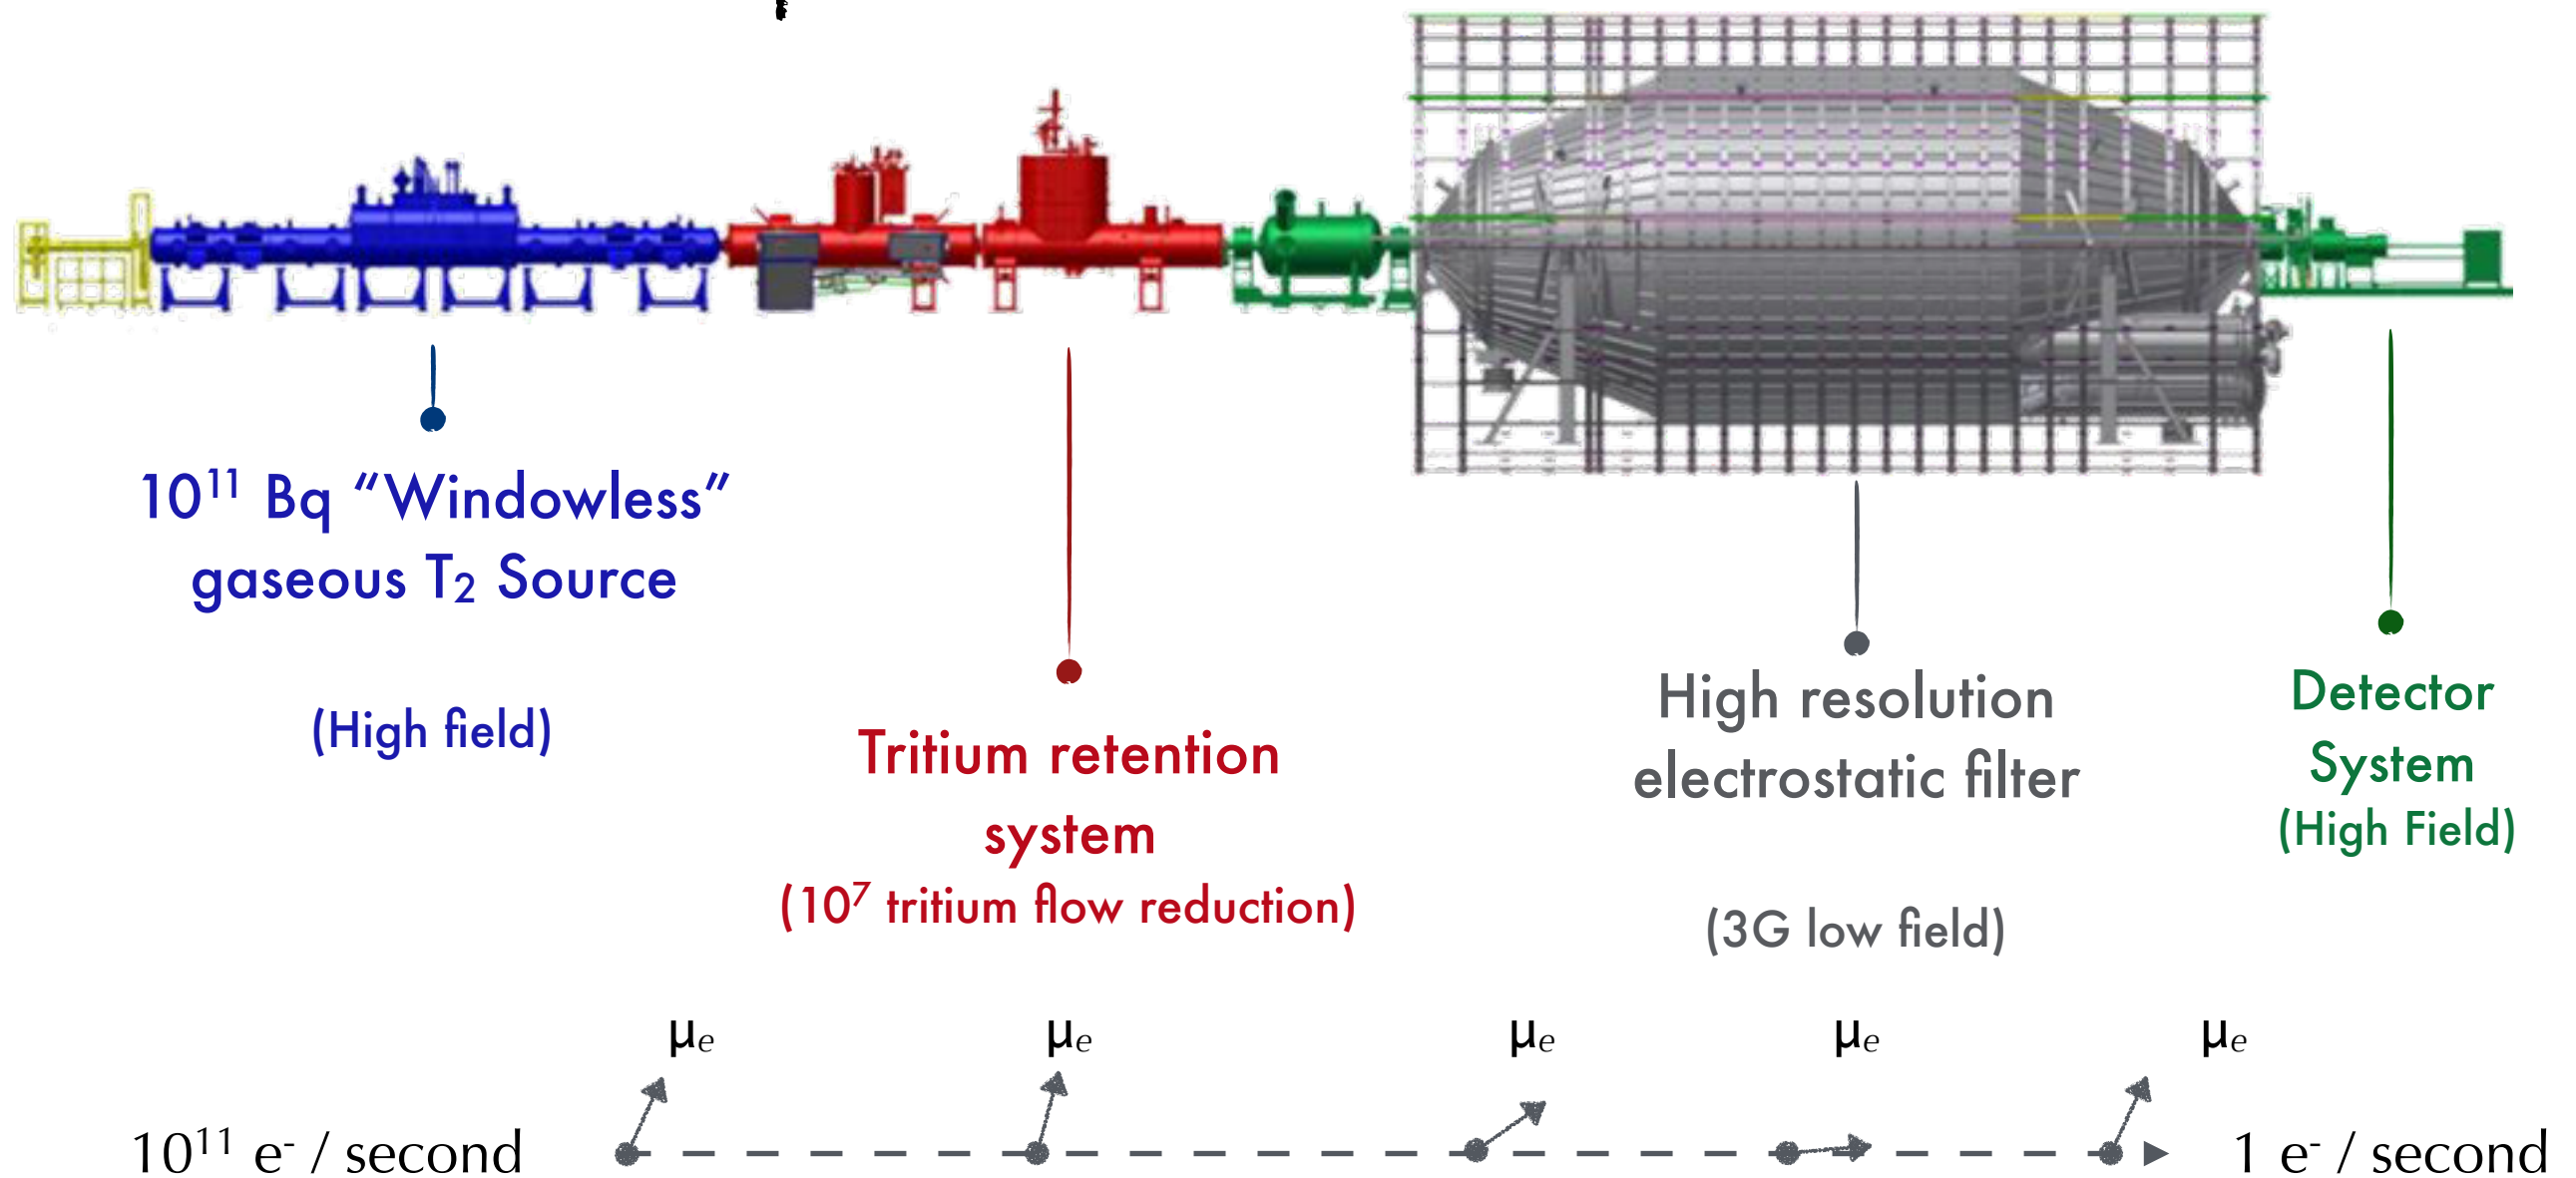 10¹¹ Bq “Windowless”
gaseous T₂ Source
(High field)
Tritium retention
system
(10⁷ tritium flow reduction)
High resolution
electrostatic filter
(3G low field)
Detector
System
(High Field)
μₑ μₑ μₑ μₑ μₑ
10¹¹ e⁻ / second
1 e⁻ / second